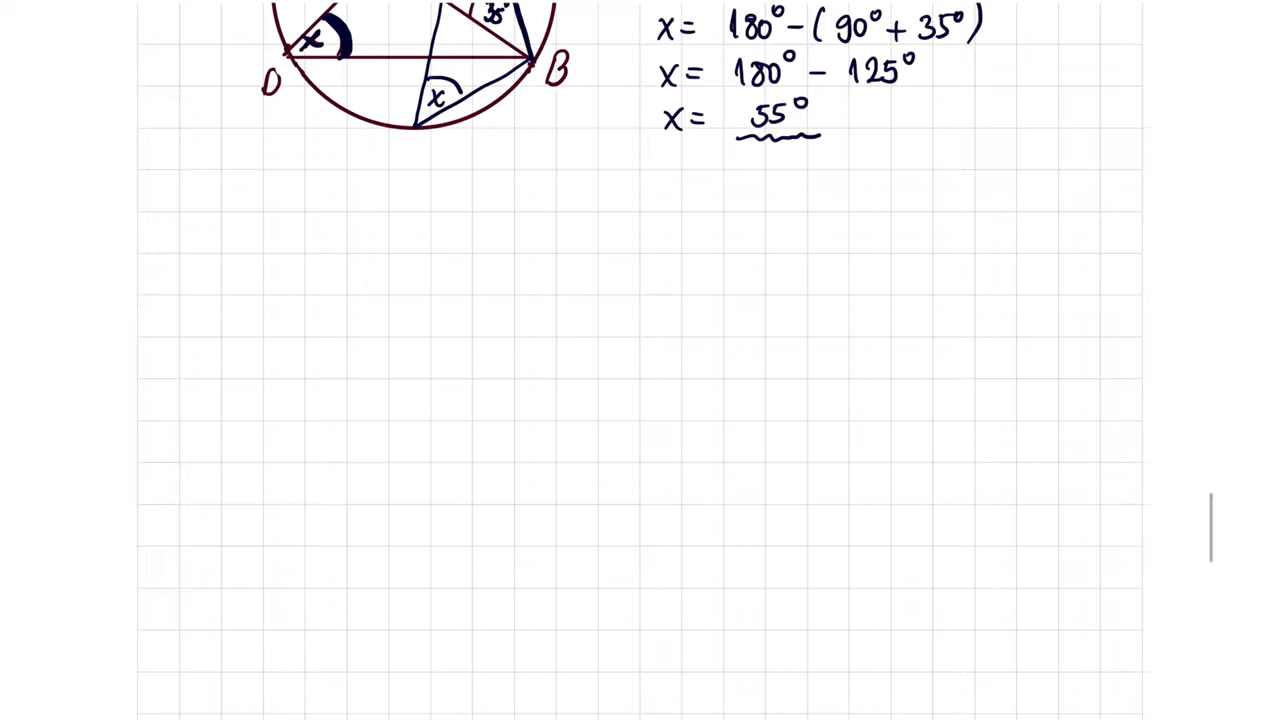 35°
x
D
B
x
x = 180° - ( 90° + 35° )
x = 180° - 125°
x = 55°